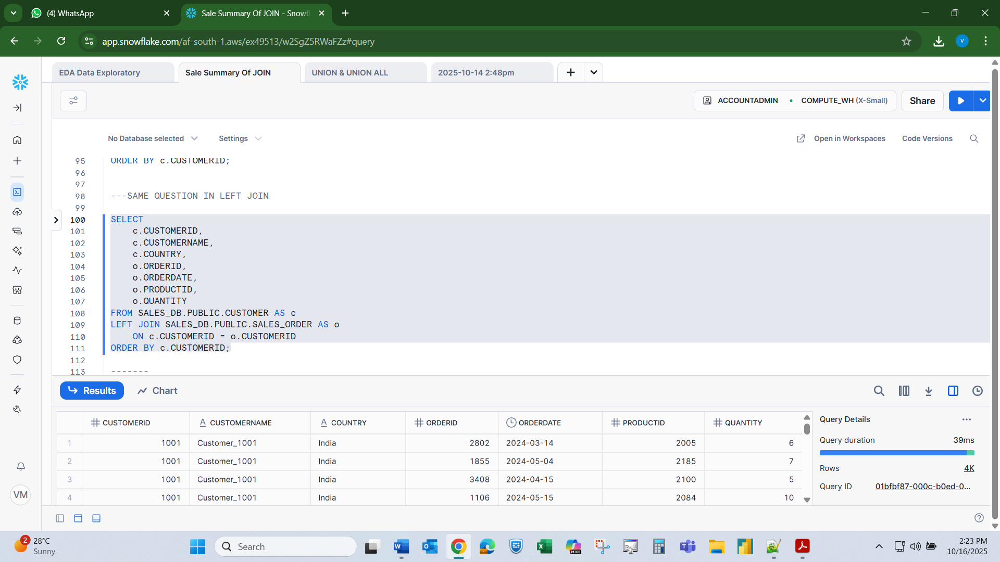 (4) WhatsApp
Sale Summary Of JOIN - Snowfl
app.snowflake.com/af-south-1.aws/ex49513/w2SgZ5RWaFZz#query
V
EDA Data Exploratory
Sale Summary Of JOIN
UNION & UNION ALL
2025-10-14 2:48pm
ACCOUNTADMIN • COMPUTE_WH (X-Small)
Share
No Database selected
Settings
Open in Workspaces
Code Versions
95 ORDER BY c.CUSTOMERID;
96
97
98 ---SAME QUESTION IN LEFT JOIN
99
100 SELECT
101 c.CUSTOMERID,
102 c.CUSTOMERNAME,
103 c.COUNTRY,
104 o.ORDERID,
105 o.ORDERDATE,
106 o.PRODUCTID,
107 o.QUANTITY
108 FROM SALES_DB.PUBLIC.CUSTOMER AS c
109 LEFT JOIN SALES_DB.PUBLIC.SALES_ORDER AS o
110 ON c.CUSTOMERID = o.CUSTOMERID
111 ORDER BY c.CUSTOMERID;
112
113 -------
Results
Chart
# CUSTOMERID A CUSTOMERNAME A COUNTRY # ORDERID ORDERDATE # PRODUCTID # QUANTITY
1 1001 Customer_1001 India 2802 2024-03-14 2005 6
2 1001 Customer_1001 India 1855 2024-05-04 2185 7
3 1001 Customer_1001 India 3408 2024-04-15 2100 5
4 1001 Customer_1001 India 1106 2024-05-15 2084 10
Query Details
...
Query duration 39ms
Rows 4K
Query ID 01bfbf87-000c-b0ed-0...
VM
2
28°C
Sunny
Search
M365
2:23 PM
10/16/2025